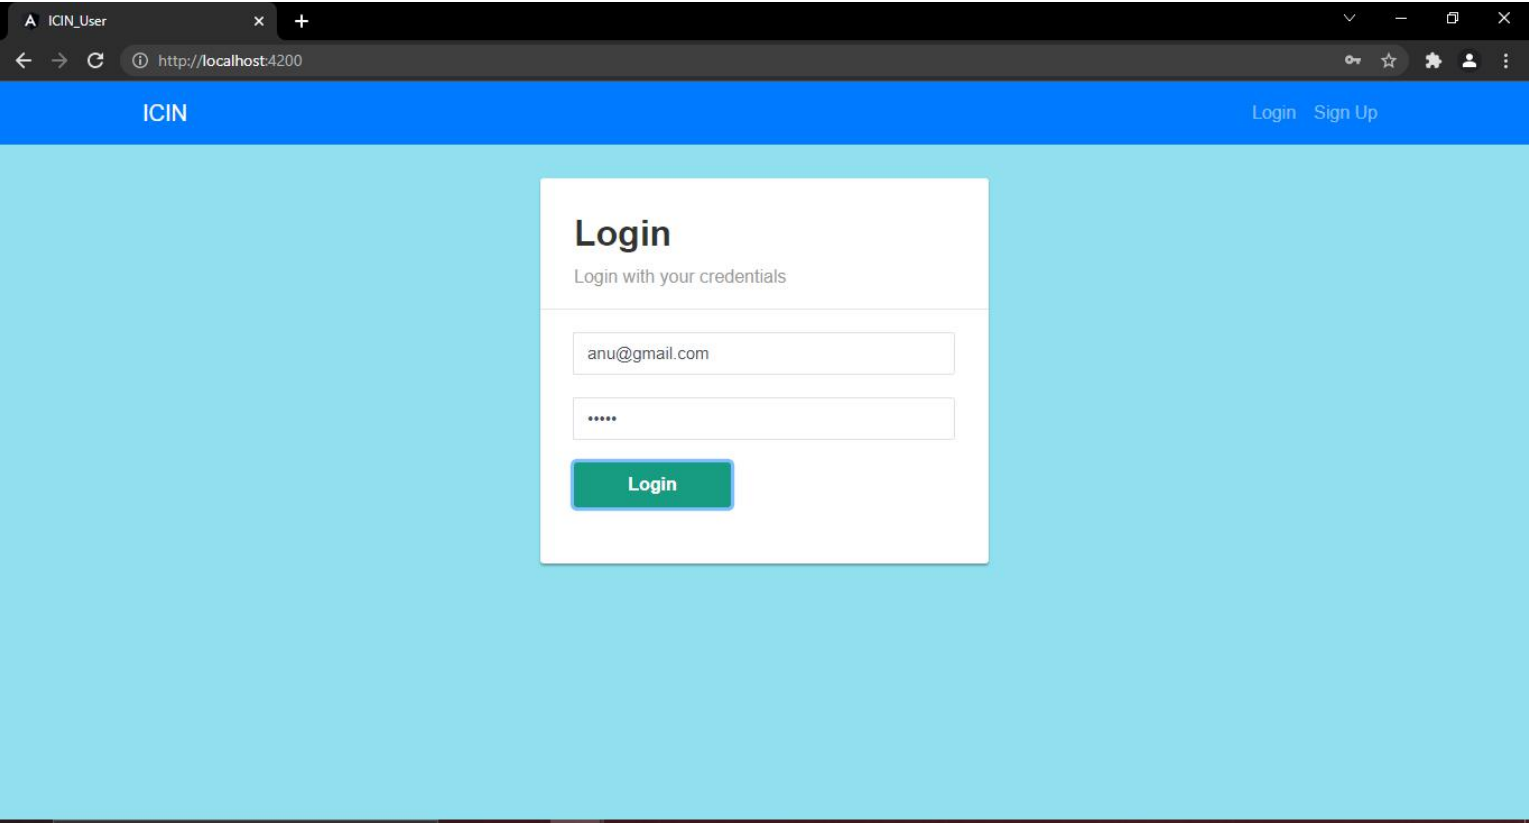 ICIN_User
http://localhost:4200
ICIN
Login Sign Up
Login
Login with your credentials
anu@gmail.com
•••••
Login